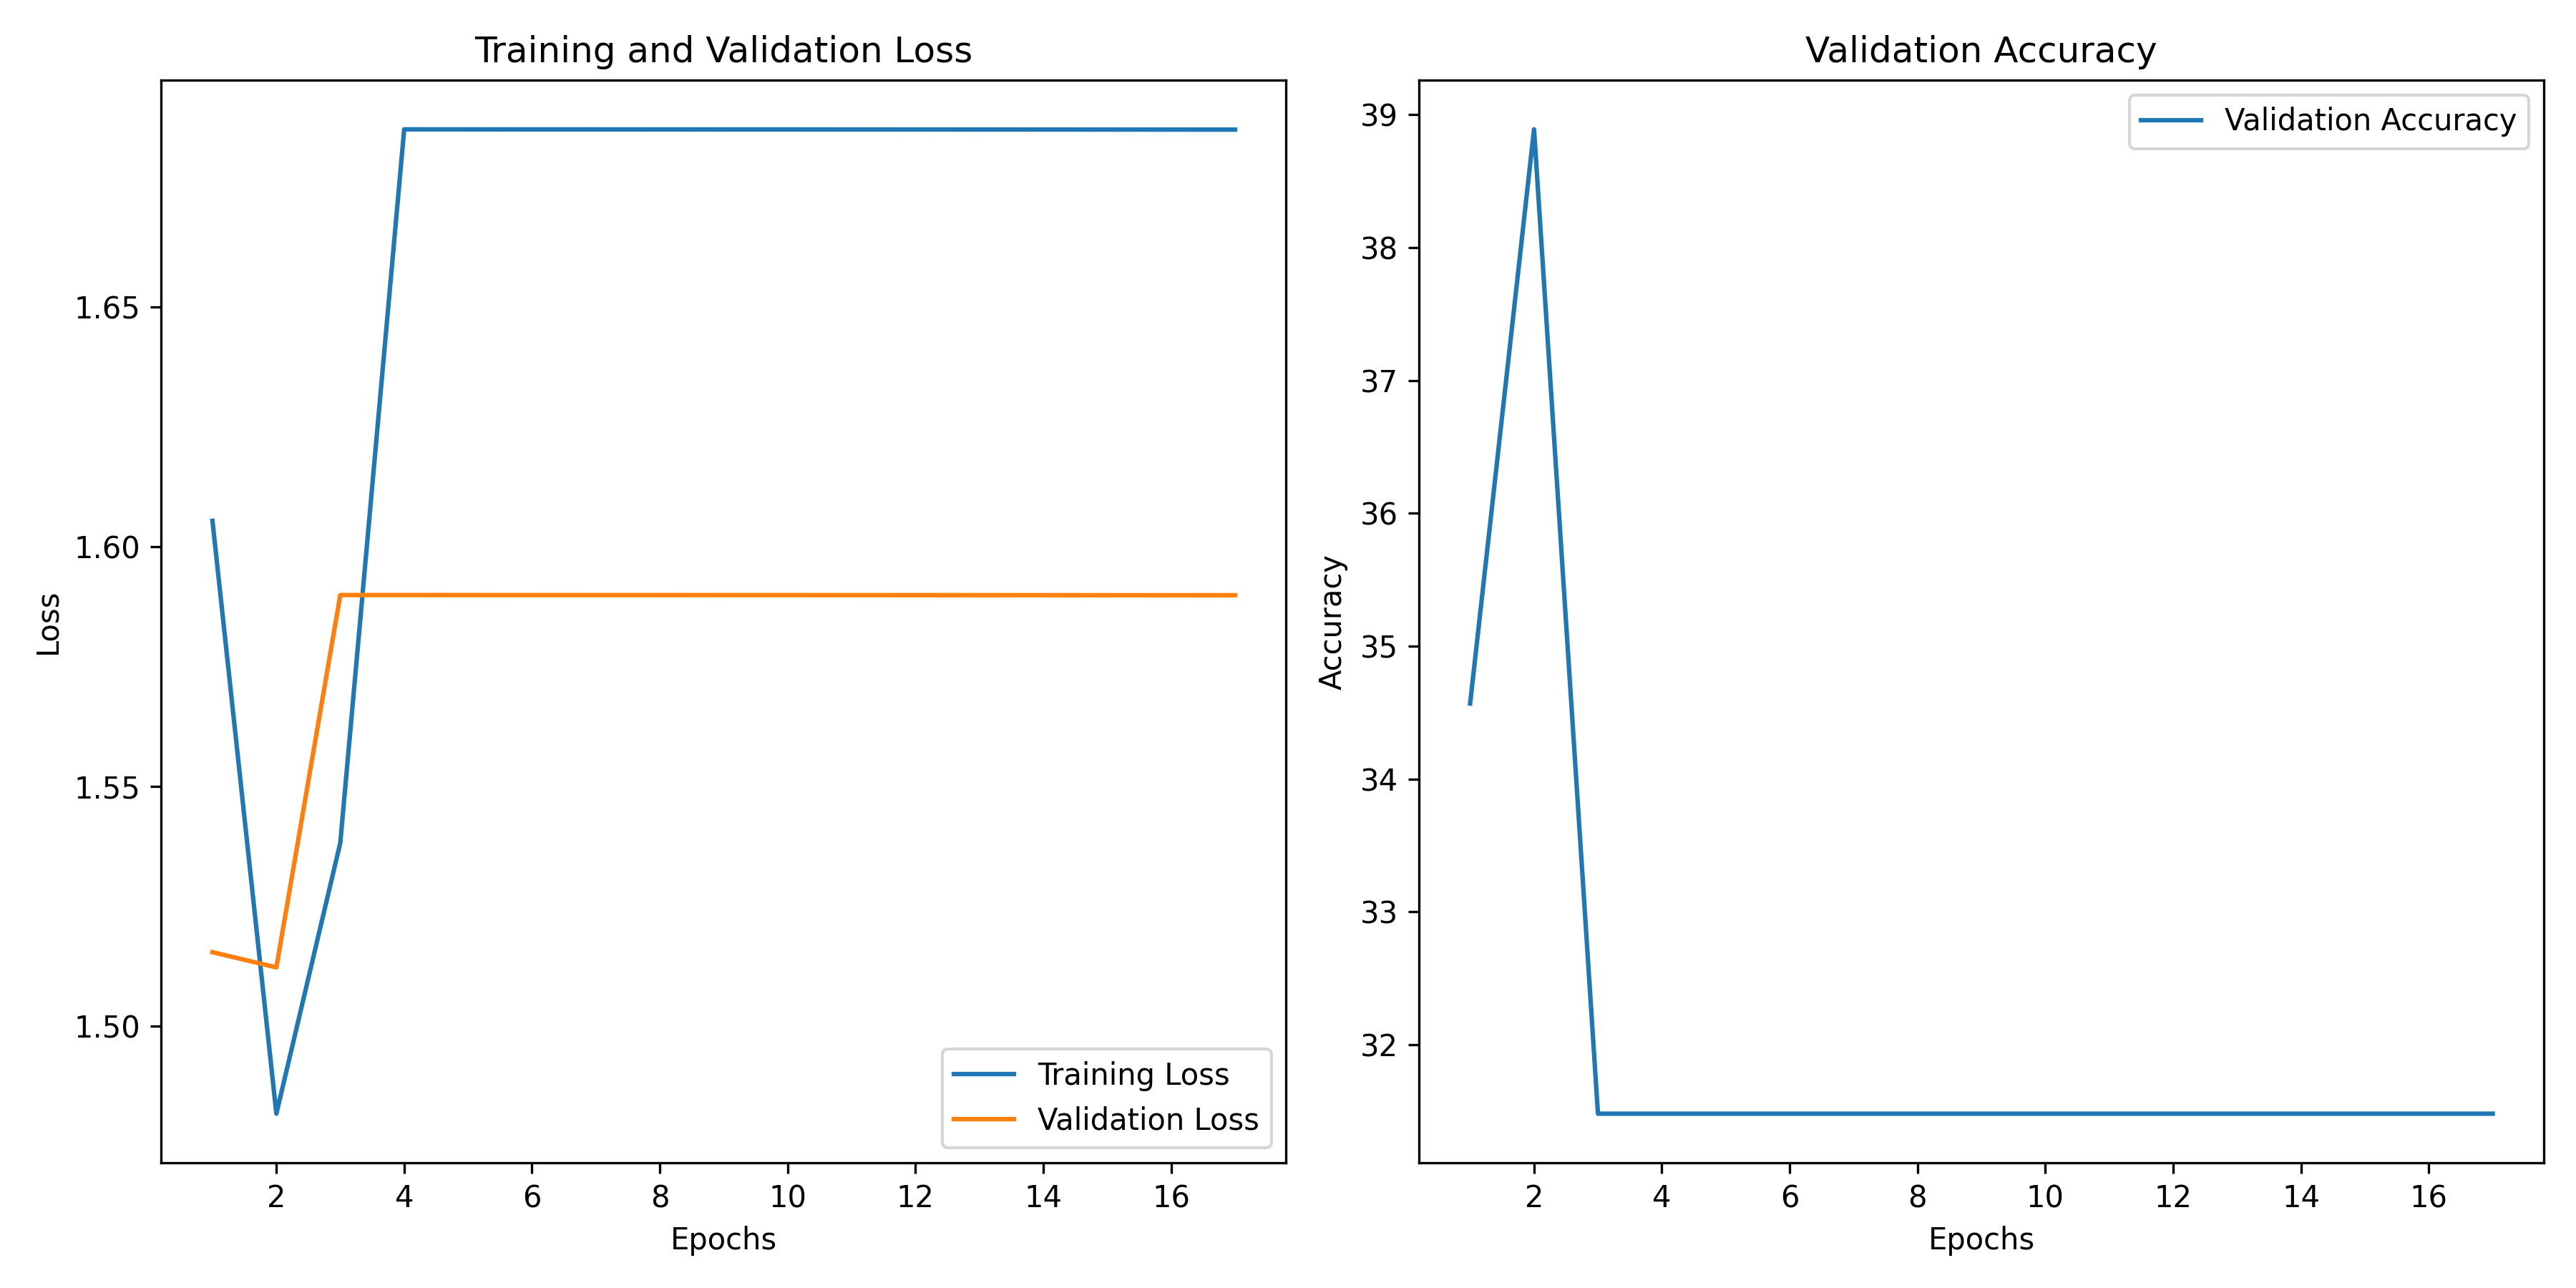 Training and Validation Loss
1.65
1.60
1.55
1.50
Loss
2 4 6 8 10 12 14 16
Epochs
Training Loss
Validation Loss
Validation Accuracy
39
38
37
36
35
34
33
32
Accuracy
2 4 6 8 10 12 14 16
Epochs
Validation Accuracy